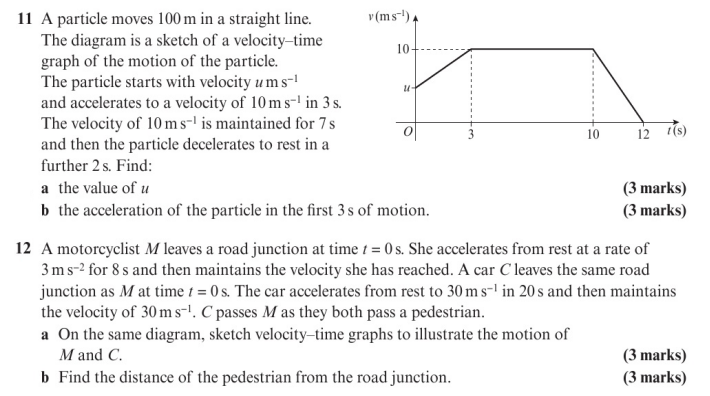 11 A particle moves 100 m in a straight line.
The diagram is a sketch of a velocity–time
graph of the motion of the particle.
The particle starts with velocity u m s⁻¹
and accelerates to a velocity of 10 m s⁻¹ in 3 s.
The velocity of 10 m s⁻¹ is maintained for 7 s
and then the particle decelerates to rest in a
further 2 s. Find:
v (m s⁻¹)
10
u
O 3 10 12 t (s)
a the value of u (3 marks)
b the acceleration of the particle in the first 3 s of motion. (3 marks)
12 A motorcyclist M leaves a road junction at time t = 0 s. She accelerates from rest at a rate of
3 m s⁻² for 8 s and then maintains the velocity she has reached. A car C leaves the same road
junction as M at time t = 0 s. The car accelerates from rest to 30 m s⁻¹ in 20 s and then maintains
the velocity of 30 m s⁻¹. C passes M as they both pass a pedestrian.
a On the same diagram, sketch velocity–time graphs to illustrate the motion of
M and C. (3 marks)
b Find the distance of the pedestrian from the road junction. (3 marks)